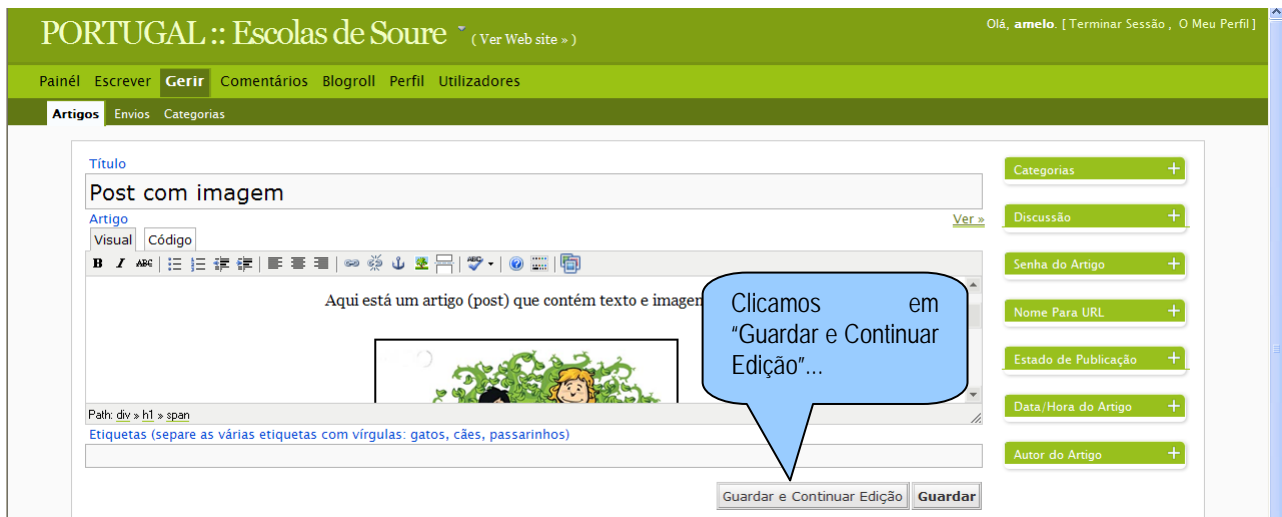 PORTUGAL :: Escolas de Soure ( Ver Web site » )
Olá, amelo. [ Terminar Sessão , O Meu Perfil ]
Painél Escrever Gerir Comentários Blogroll Perfil Utilizadores
Artigos Envios Categorias
Título
Post com imagem
Artigo
Ver »
Visual Código
B I ABC ABC
Aqui está um artigo (post) que contém texto e imagem
Path: div » h1 » span
Etiquetas (separe as várias etiquetas com vírgulas: gatos, cães, passarinhos)
Guardar e Continuar Edição Guardar
Clicamos em
“Guardar e Continuar
Edição”...
Categorias
Discussão
Senha do Artigo
Nome Para URL
Estado de Publicação
Data/Hora do Artigo
Autor do Artigo